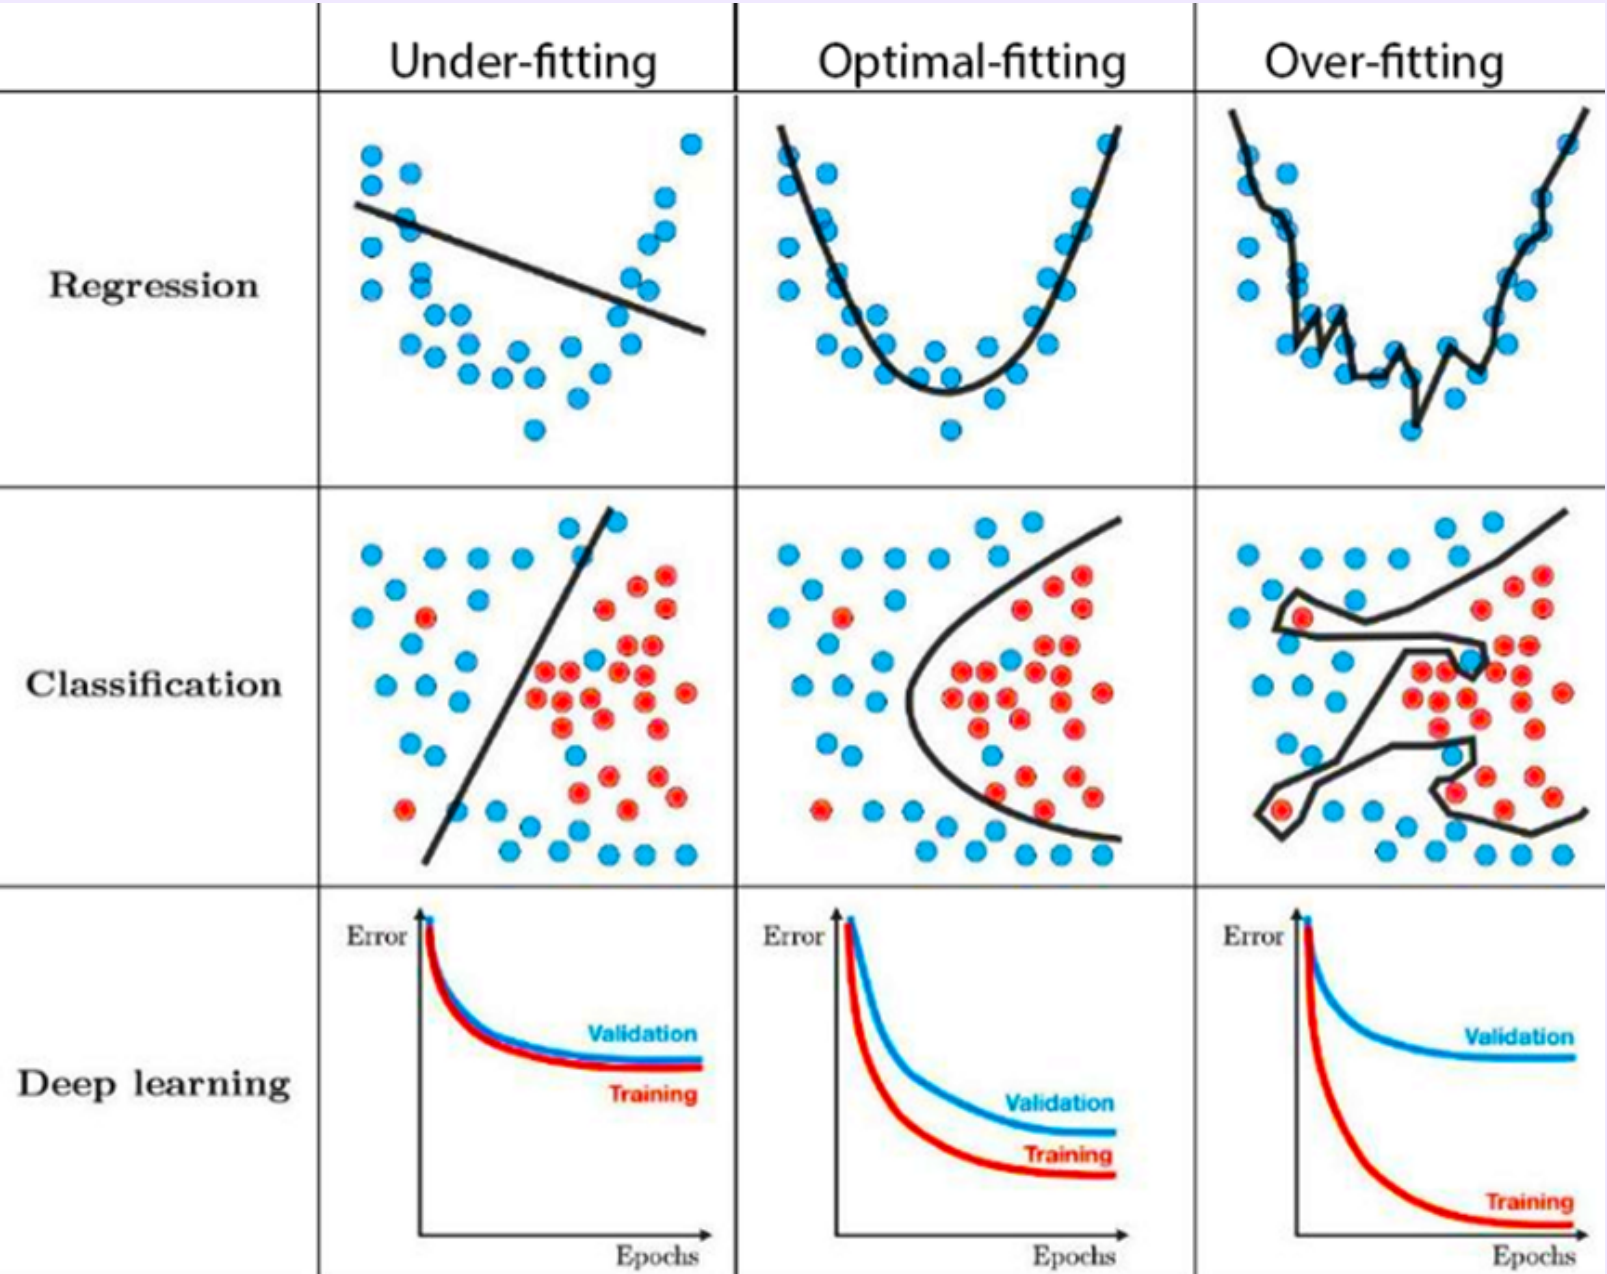 Under-fitting
Optimal-fitting
Over-fitting
Regression
Classification
Deep learning
Error
Validation
Training
Epochs
Error
Validation
Training
Epochs
Error
Validation
Training
Epochs